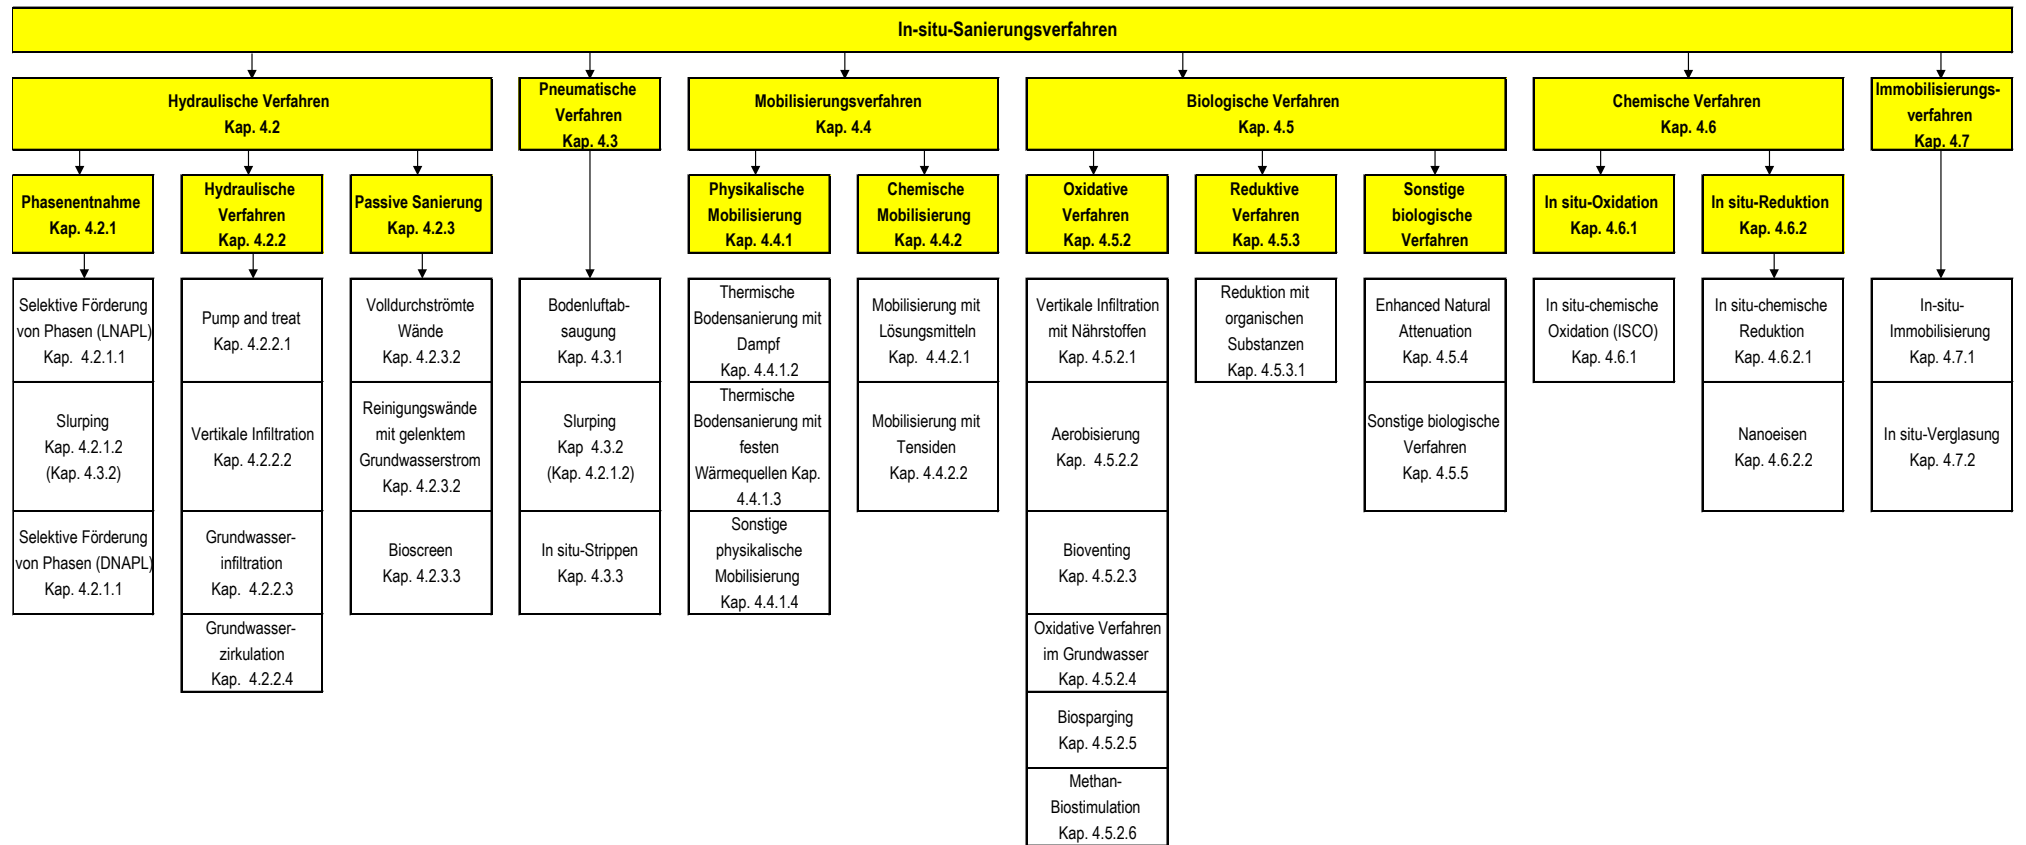 In-situ-Sanierungsverfahren
Hydraulische Verfahren
Kap. 4.2
Pneumatische
Verfahren
Kap. 4.3
Mobilisierungsverfahren
Kap. 4.4
Biologische Verfahren
Kap. 4.5
Chemische Verfahren
Kap. 4.6
Immobilisierungs-
verfahren
Kap. 4.7
Phasenentnahme
Kap. 4.2.1
Hydraulische
Verfahren
Kap. 4.2.2
Passive Sanierung
Kap. 4.2.3
Physikalische
Mobilisierung
Kap. 4.4.1
Chemische
Mobilisierung
Kap. 4.4.2
Oxidative
Verfahren
Kap. 4.5.2
Reduktive
Verfahren
Kap. 4.5.3
Sonstige
biologische
Verfahren
In situ-Oxidation
Kap. 4.6.1
In situ-Reduktion
Kap. 4.6.2
Selektive Förderung
von Phasen (LNAPL)
Kap. 4.2.1.1
Slurping
Kap. 4.2.1.2
(Kap. 4.3.2)
Selektive Förderung
von Phasen (DNAPL)
Kap. 4.2.1.1
Pump and treat
Kap. 4.2.2.1
Vertikale Infiltration
Kap. 4.2.2.2
Grundwasser-
infiltration
Kap. 4.2.2.3
Grundwasser-
zirkulation
Kap. 4.2.2.4
Volldurchströmte
Wände
Kap. 4.2.3.2
Reinigungswände
mit gelenktem
Grundwasserstrom
Kap. 4.2.3.2
Bioscreen
Kap. 4.2.3.3
Bodenluftab-
saugung
Kap. 4.3.1
Slurping
Kap 4.3.2
(Kap. 4.2.1.2)
In situ-Strippen
Kap. 4.3.3
Thermische
Bodensanierung mit
Dampf
Kap. 4.4.1.2
Thermische
Bodensanierung mit
festen
Wärmequellen Kap.
4.4.1.3
Sonstige
physikalische
Mobilisierung
Kap. 4.4.1.4
Mobilisierung mit
Lösungsmitteln
Kap. 4.4.2.1
Mobilisierung mit
Tensiden
Kap. 4.4.2.2
Vertikale Infiltration
mit Nährstoffen
Kap. 4.5.2.1
Aerobisierung
Kap. 4.5.2.2
Bioventing
Kap. 4.5.2.3
Oxidative Verfahren
im Grundwasser
Kap. 4.5.2.4
Biosparging
Kap. 4.5.2.5
Methan-
Biostimulation
Kap. 4.5.2.6
Reduktion mit
organischen
Substanzen
Kap. 4.5.3.1
Enhanced Natural
Attenuation
Kap. 4.5.4
Sonstige biologische
Verfahren
Kap. 4.5.5
In situ-chemische
Oxidation (ISCO)
Kap. 4.6.1
In situ-chemische
Reduktion
Kap. 4.6.2.1
Nanoeisen
Kap. 4.6.2.2
In-situ-
Immobilisierung
Kap. 4.7.1
In situ-Verglasung
Kap. 4.7.2